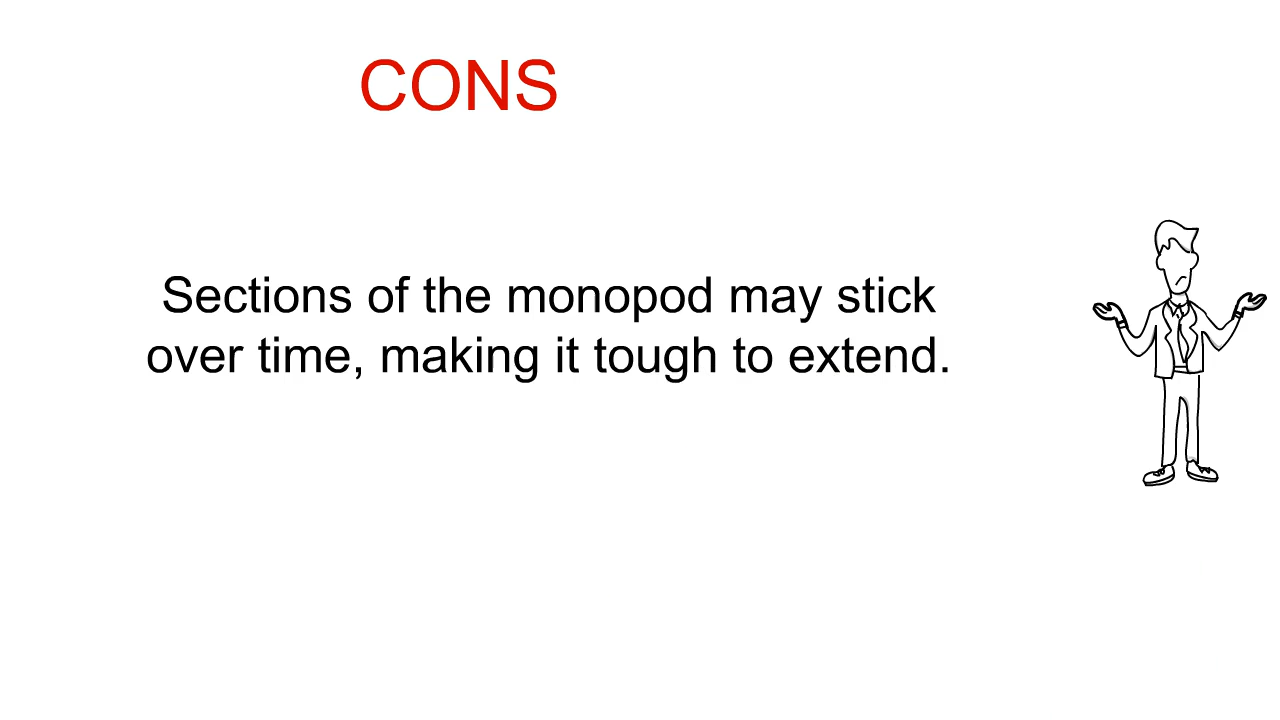 CONS
Sections of the monopod may stick
over time, making it tough to extend.